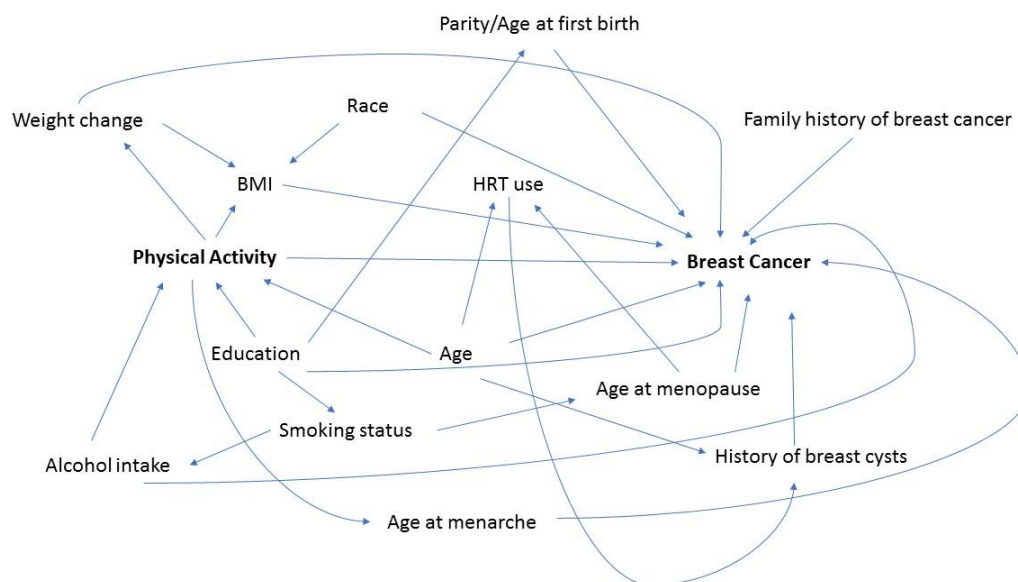 Parity/Age at first birth
Weight change
Race
Family history of breast cancer
BMI
HRT use
Physical Activity
Breast Cancer
Education
Age
Age at menopause
Smoking status
Alcohol intake
History of breast cysts
Age at menarche